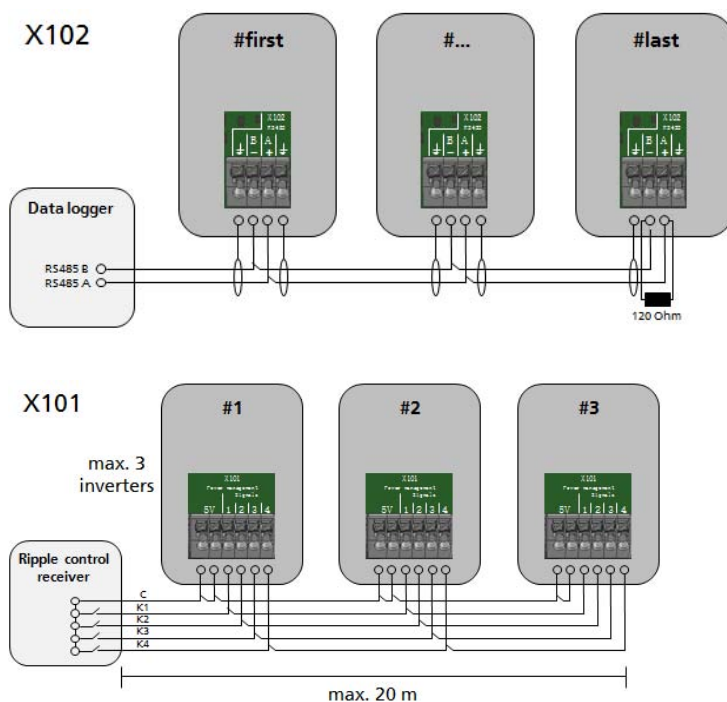 X102
#first
#...
#last
X102
RS485
B A
− +
X102
RS485
B A
− +
X102
RS485
B A
− +
Data logger
RS485 B
RS485 A
120 Ohm
X101
#1
#2
#3
max. 3
inverters
X101
Power management
Signals
5V 1 2 3 4
X101
Power management
Signals
5V 1 2 3 4
X101
Power management
Signals
5V 1 2 3 4
Ripple control
receiver
C
K1
K2
K3
K4
max. 20 m